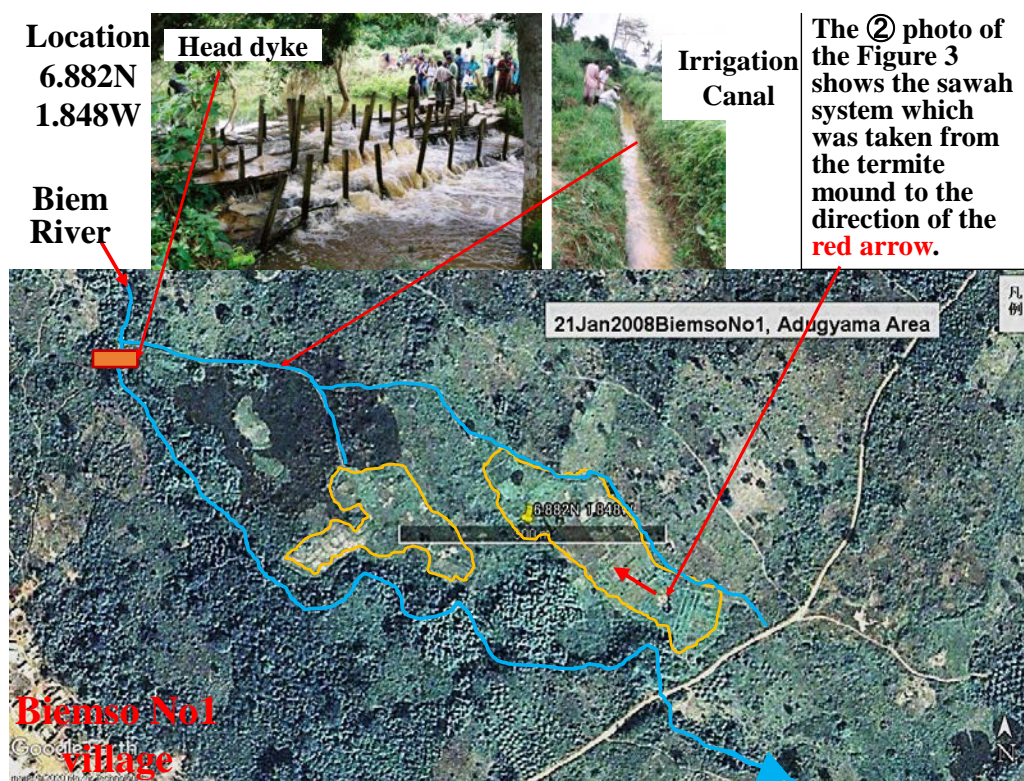 Location
6.882N
1.848W
Head dyke
Irrigation
Canal
The ② photo of
the Figure 3
shows the sawah
system which
was taken from
the termite
mound to the
direction of the
red arrow.
Biem
River
凡
例
21Jan2008BiemsoNo1, Adugyama Area
6.882N 1.848W
Biemso No1
village
Google Earth
N